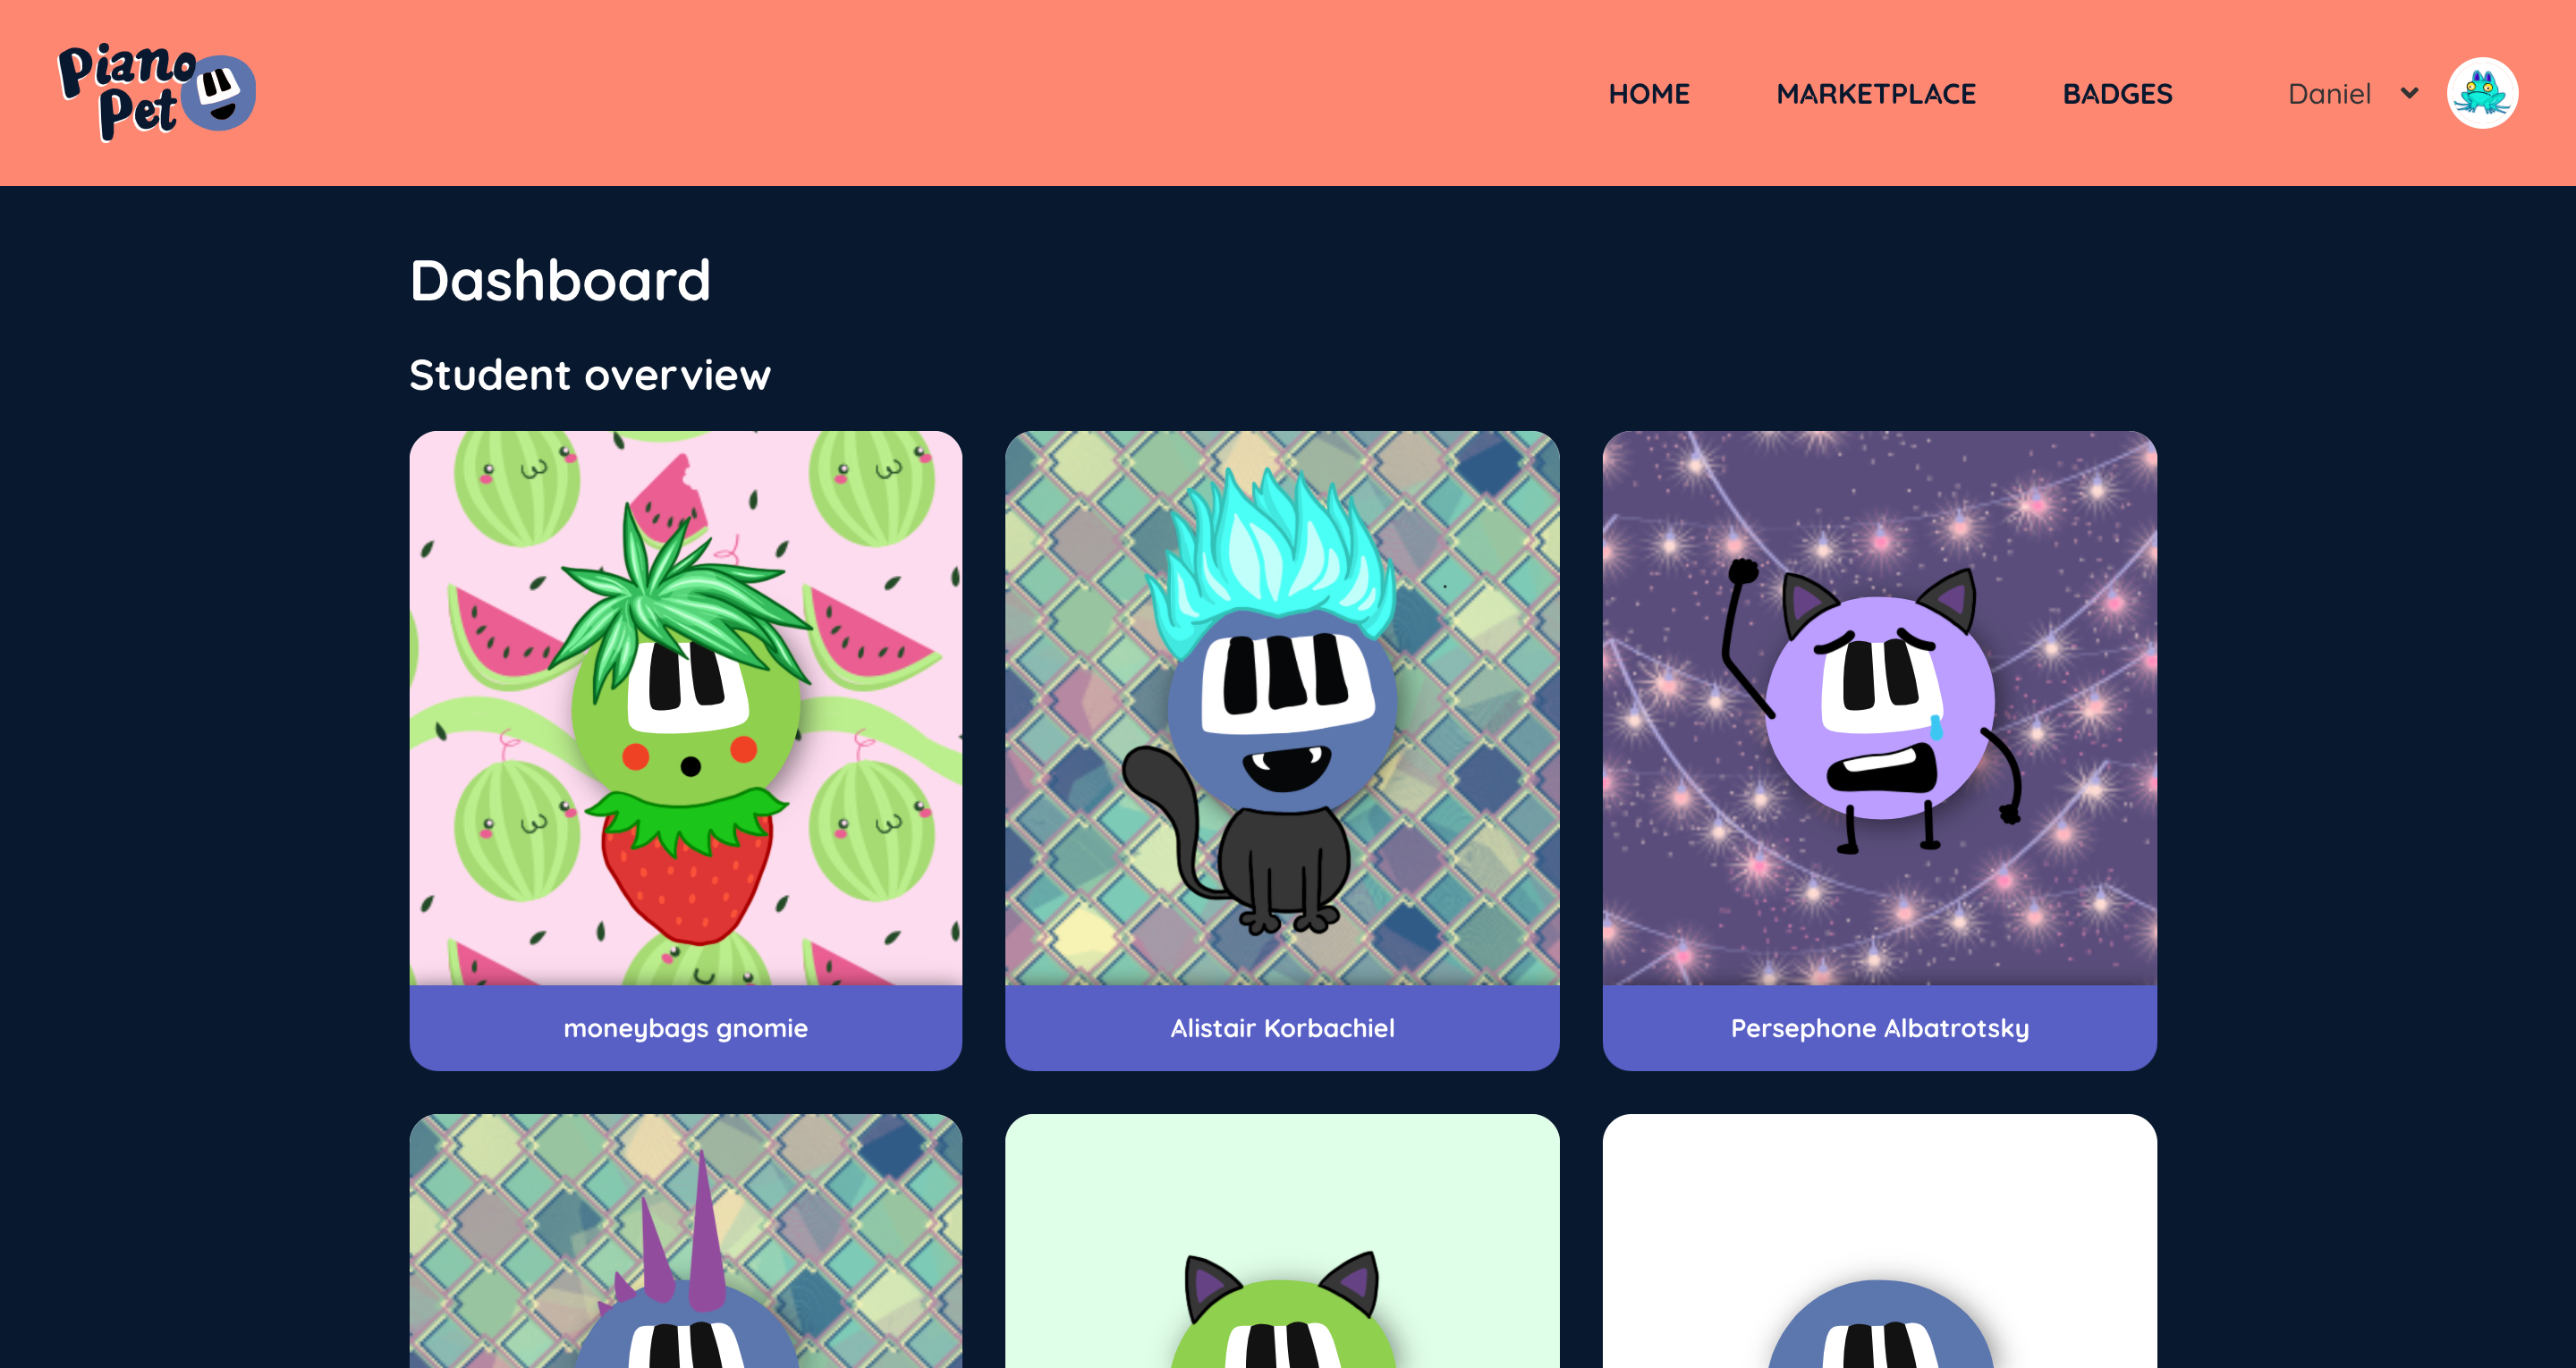 Piano
Pet
HOME MARKETPLACE BADGES Daniel
Dashboard
Student overview
moneybags gnomie
Alistair Korbachiel
Persephone Albatrotsky